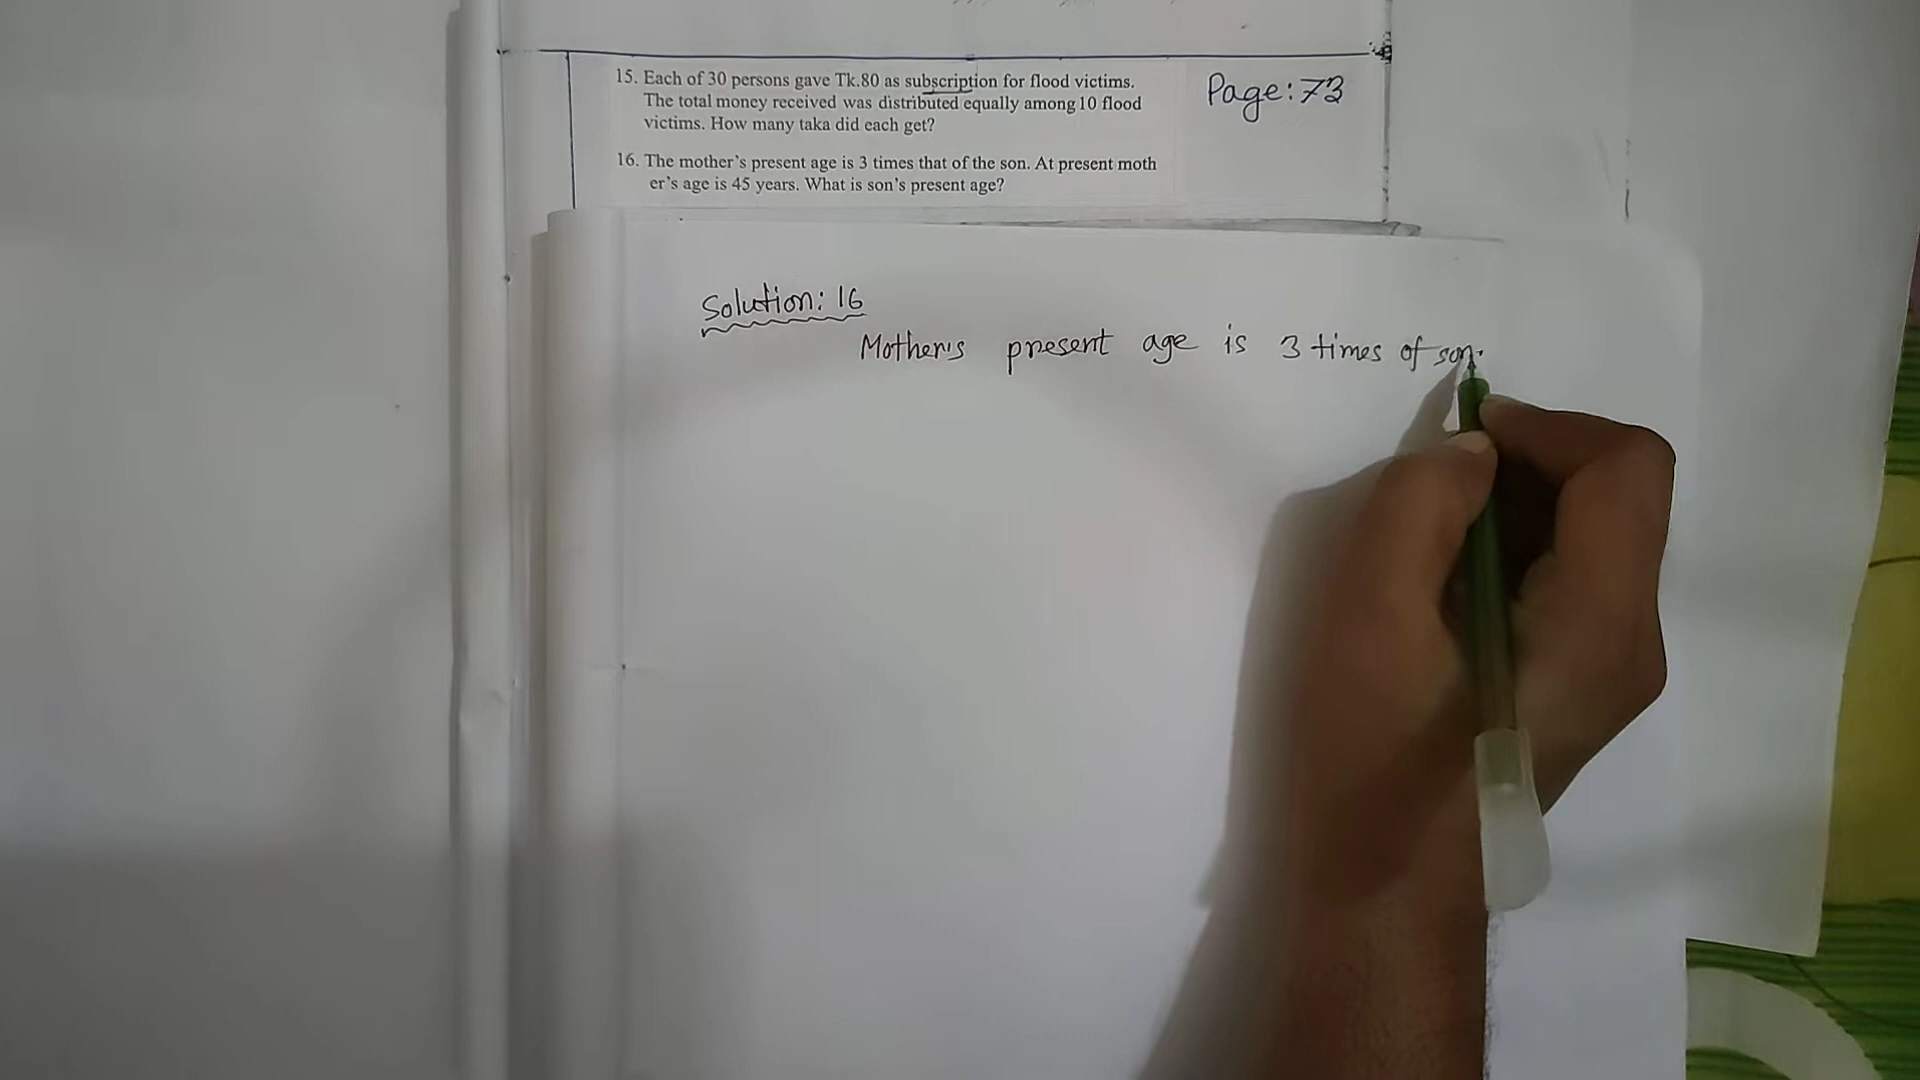 15. Each of 30 persons gave Tk.80 as subscription for flood victims.
The total money received was distributed equally among 10 flood
victims. How many taka did each get?
Page:73
16. The mother's present age is 3 times that of the son. At present moth
er's age is 45 years. What is son's present age?
Solution: 16
Mother's present age is 3 times of son.